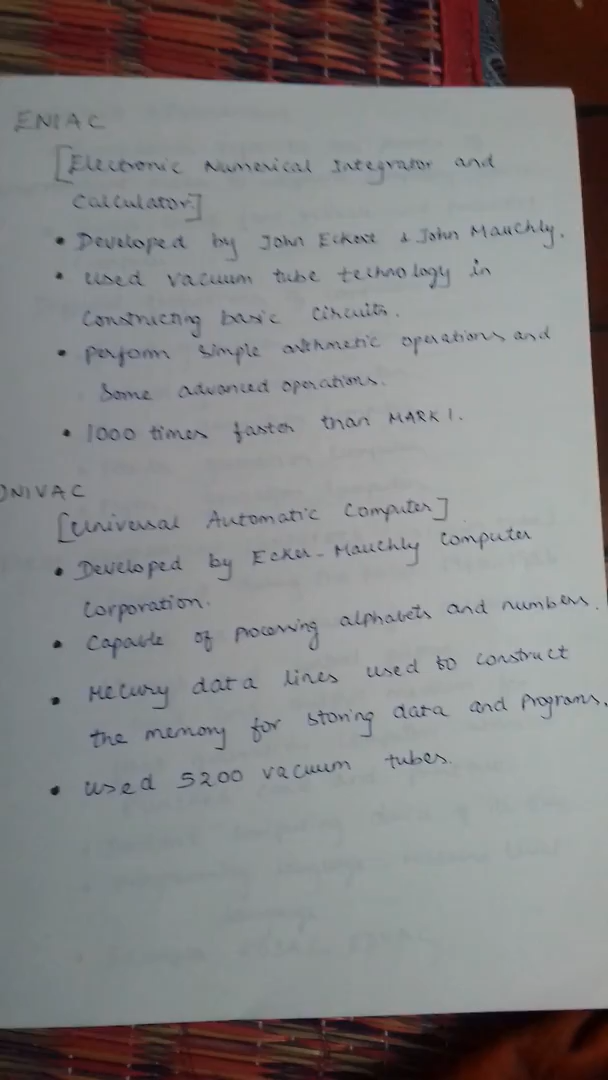 ENIAC
[Electronic Numerical Integrator and
Calculator]
• Developed by John Eckert & John Mauchly.
• used vacuum tube technology in
constructing basic circuits.
• perform simple arithmetic operations and
some advanced operations.
• 1000 times faster than MARK 1.
UNIVAC
[Universal Automatic Computer]
• Developed by Ecker-Mauchly Computer
Corporation.
• Capable of processing alphabets and numbers.
• Mecury data lines used to construct
the memory for storing data and programs.
• used 5200 vacuum tubes.